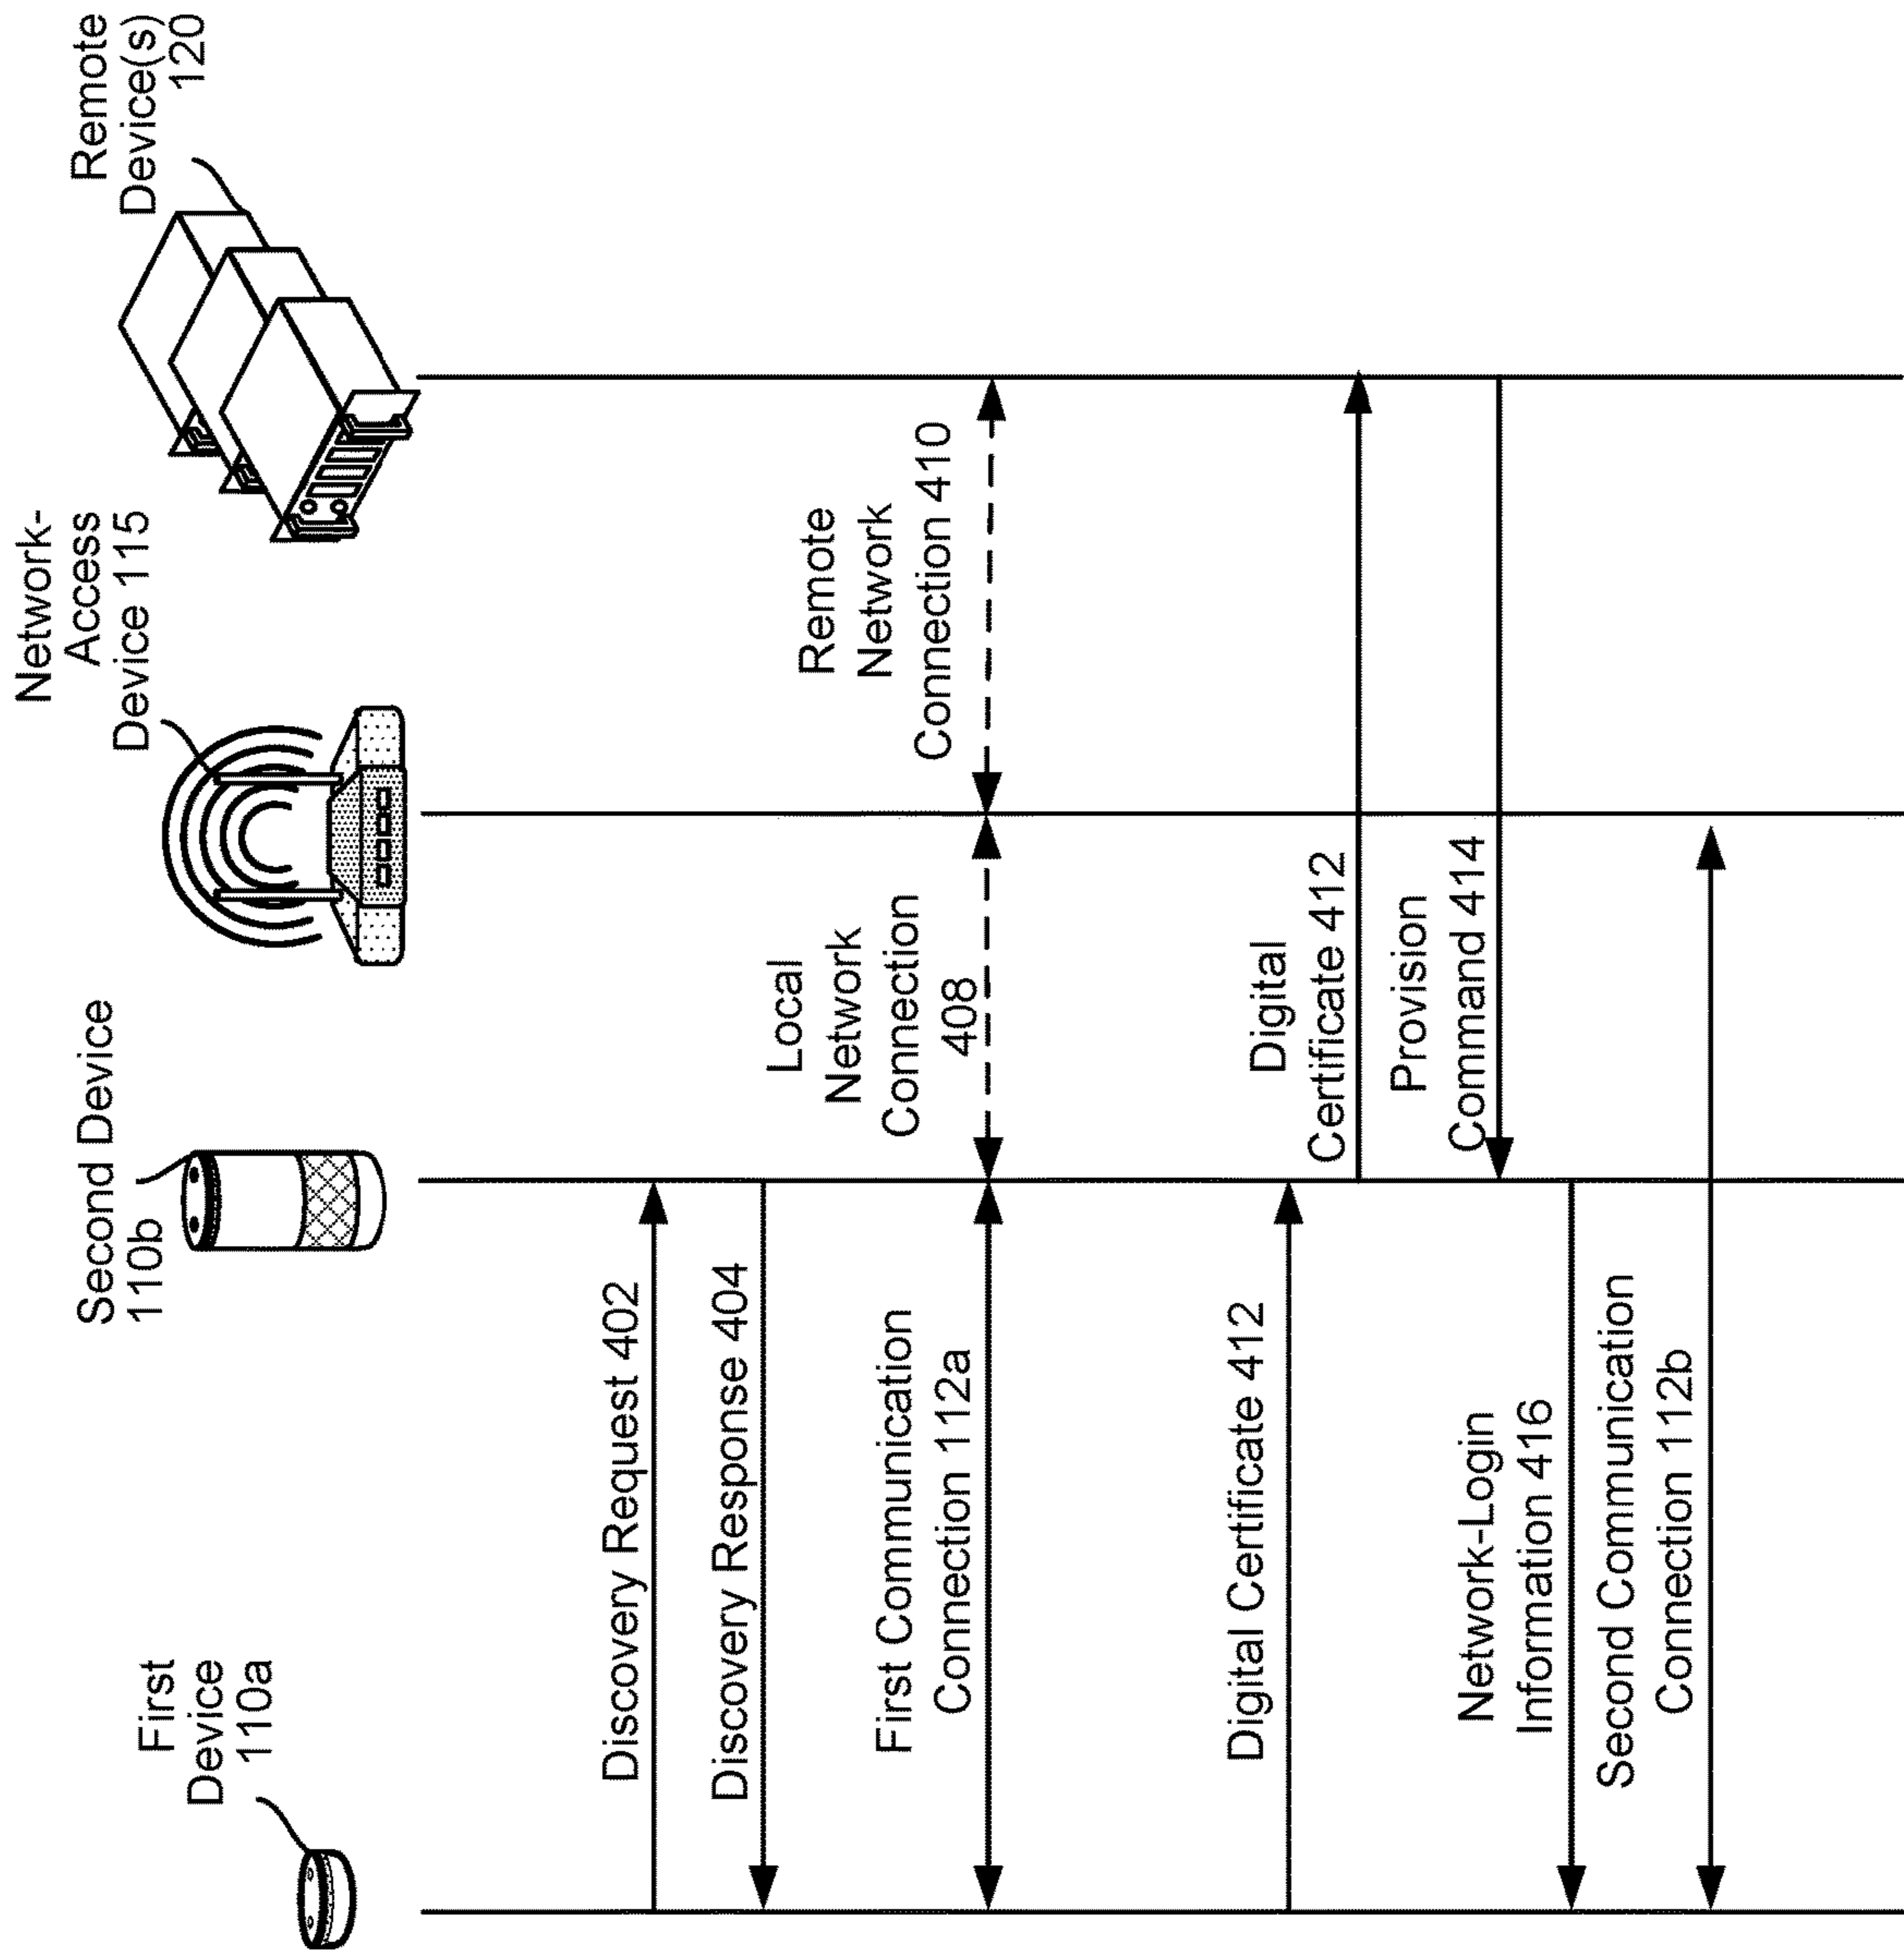 First
Device
110a
Second Device
110b
Network-
Access
Device 115
Remote
Device(s)
120
Discovery Request 402
Discovery Response 404
First Communication
Connection 112a
Local
Network
Connection
408
Remote
Network
Connection 410
Digital Certificate 412
Digital
Certificate 412
Provision
Command 414
Network-Login
Information 416
Second Communication
Connection 112b